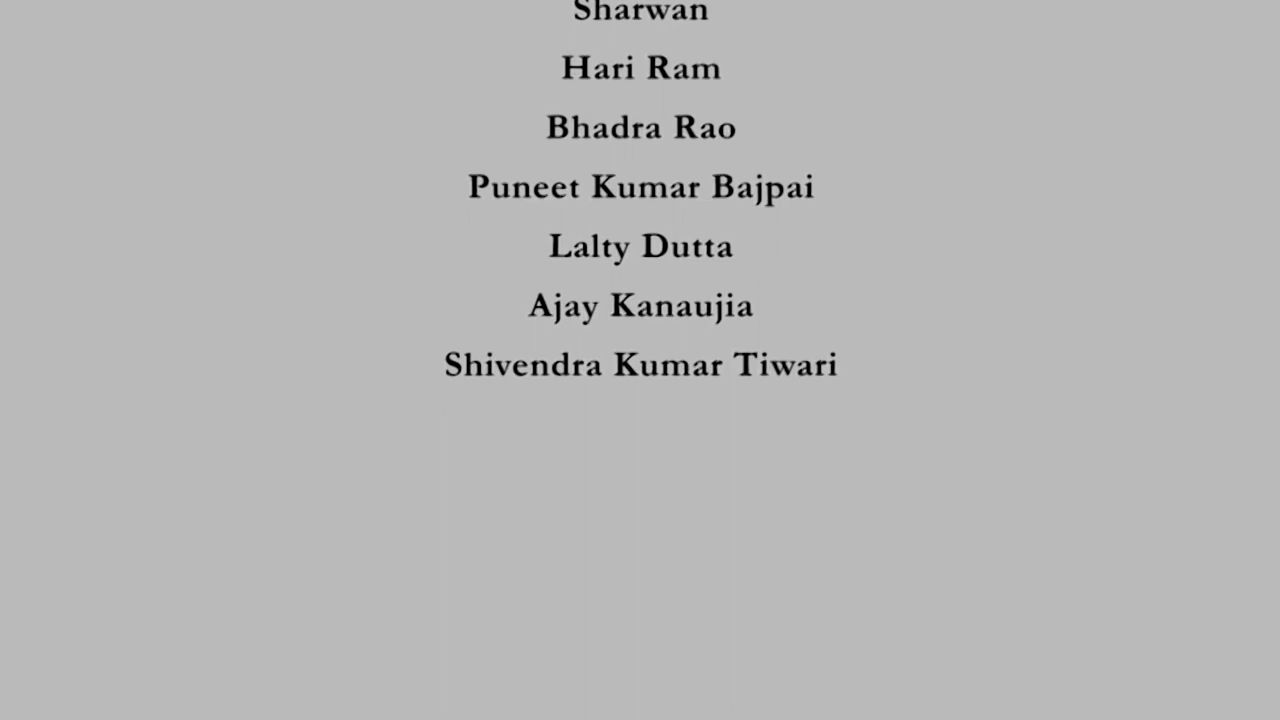 Sharwan
Hari Ram
Bhadra Rao
Puneet Kumar Bajpai
Lalty Dutta
Ajay Kanaujia
Shivendra Kumar Tiwari